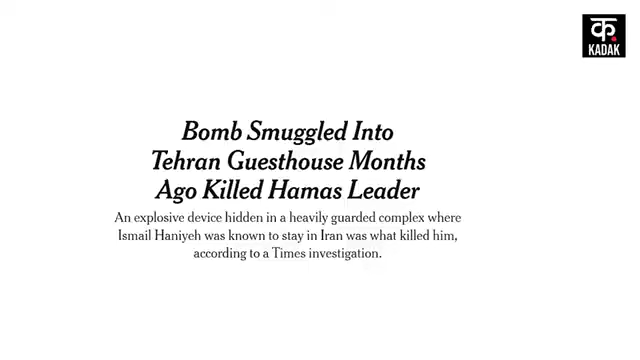 क
KADAK
Bomb Smuggled Into
Tehran Guesthouse Months
Ago Killed Hamas Leader
An explosive device hidden in a heavily guarded complex where
Ismail Haniyeh was known to stay in Iran was what killed him,
according to a Times investigation.